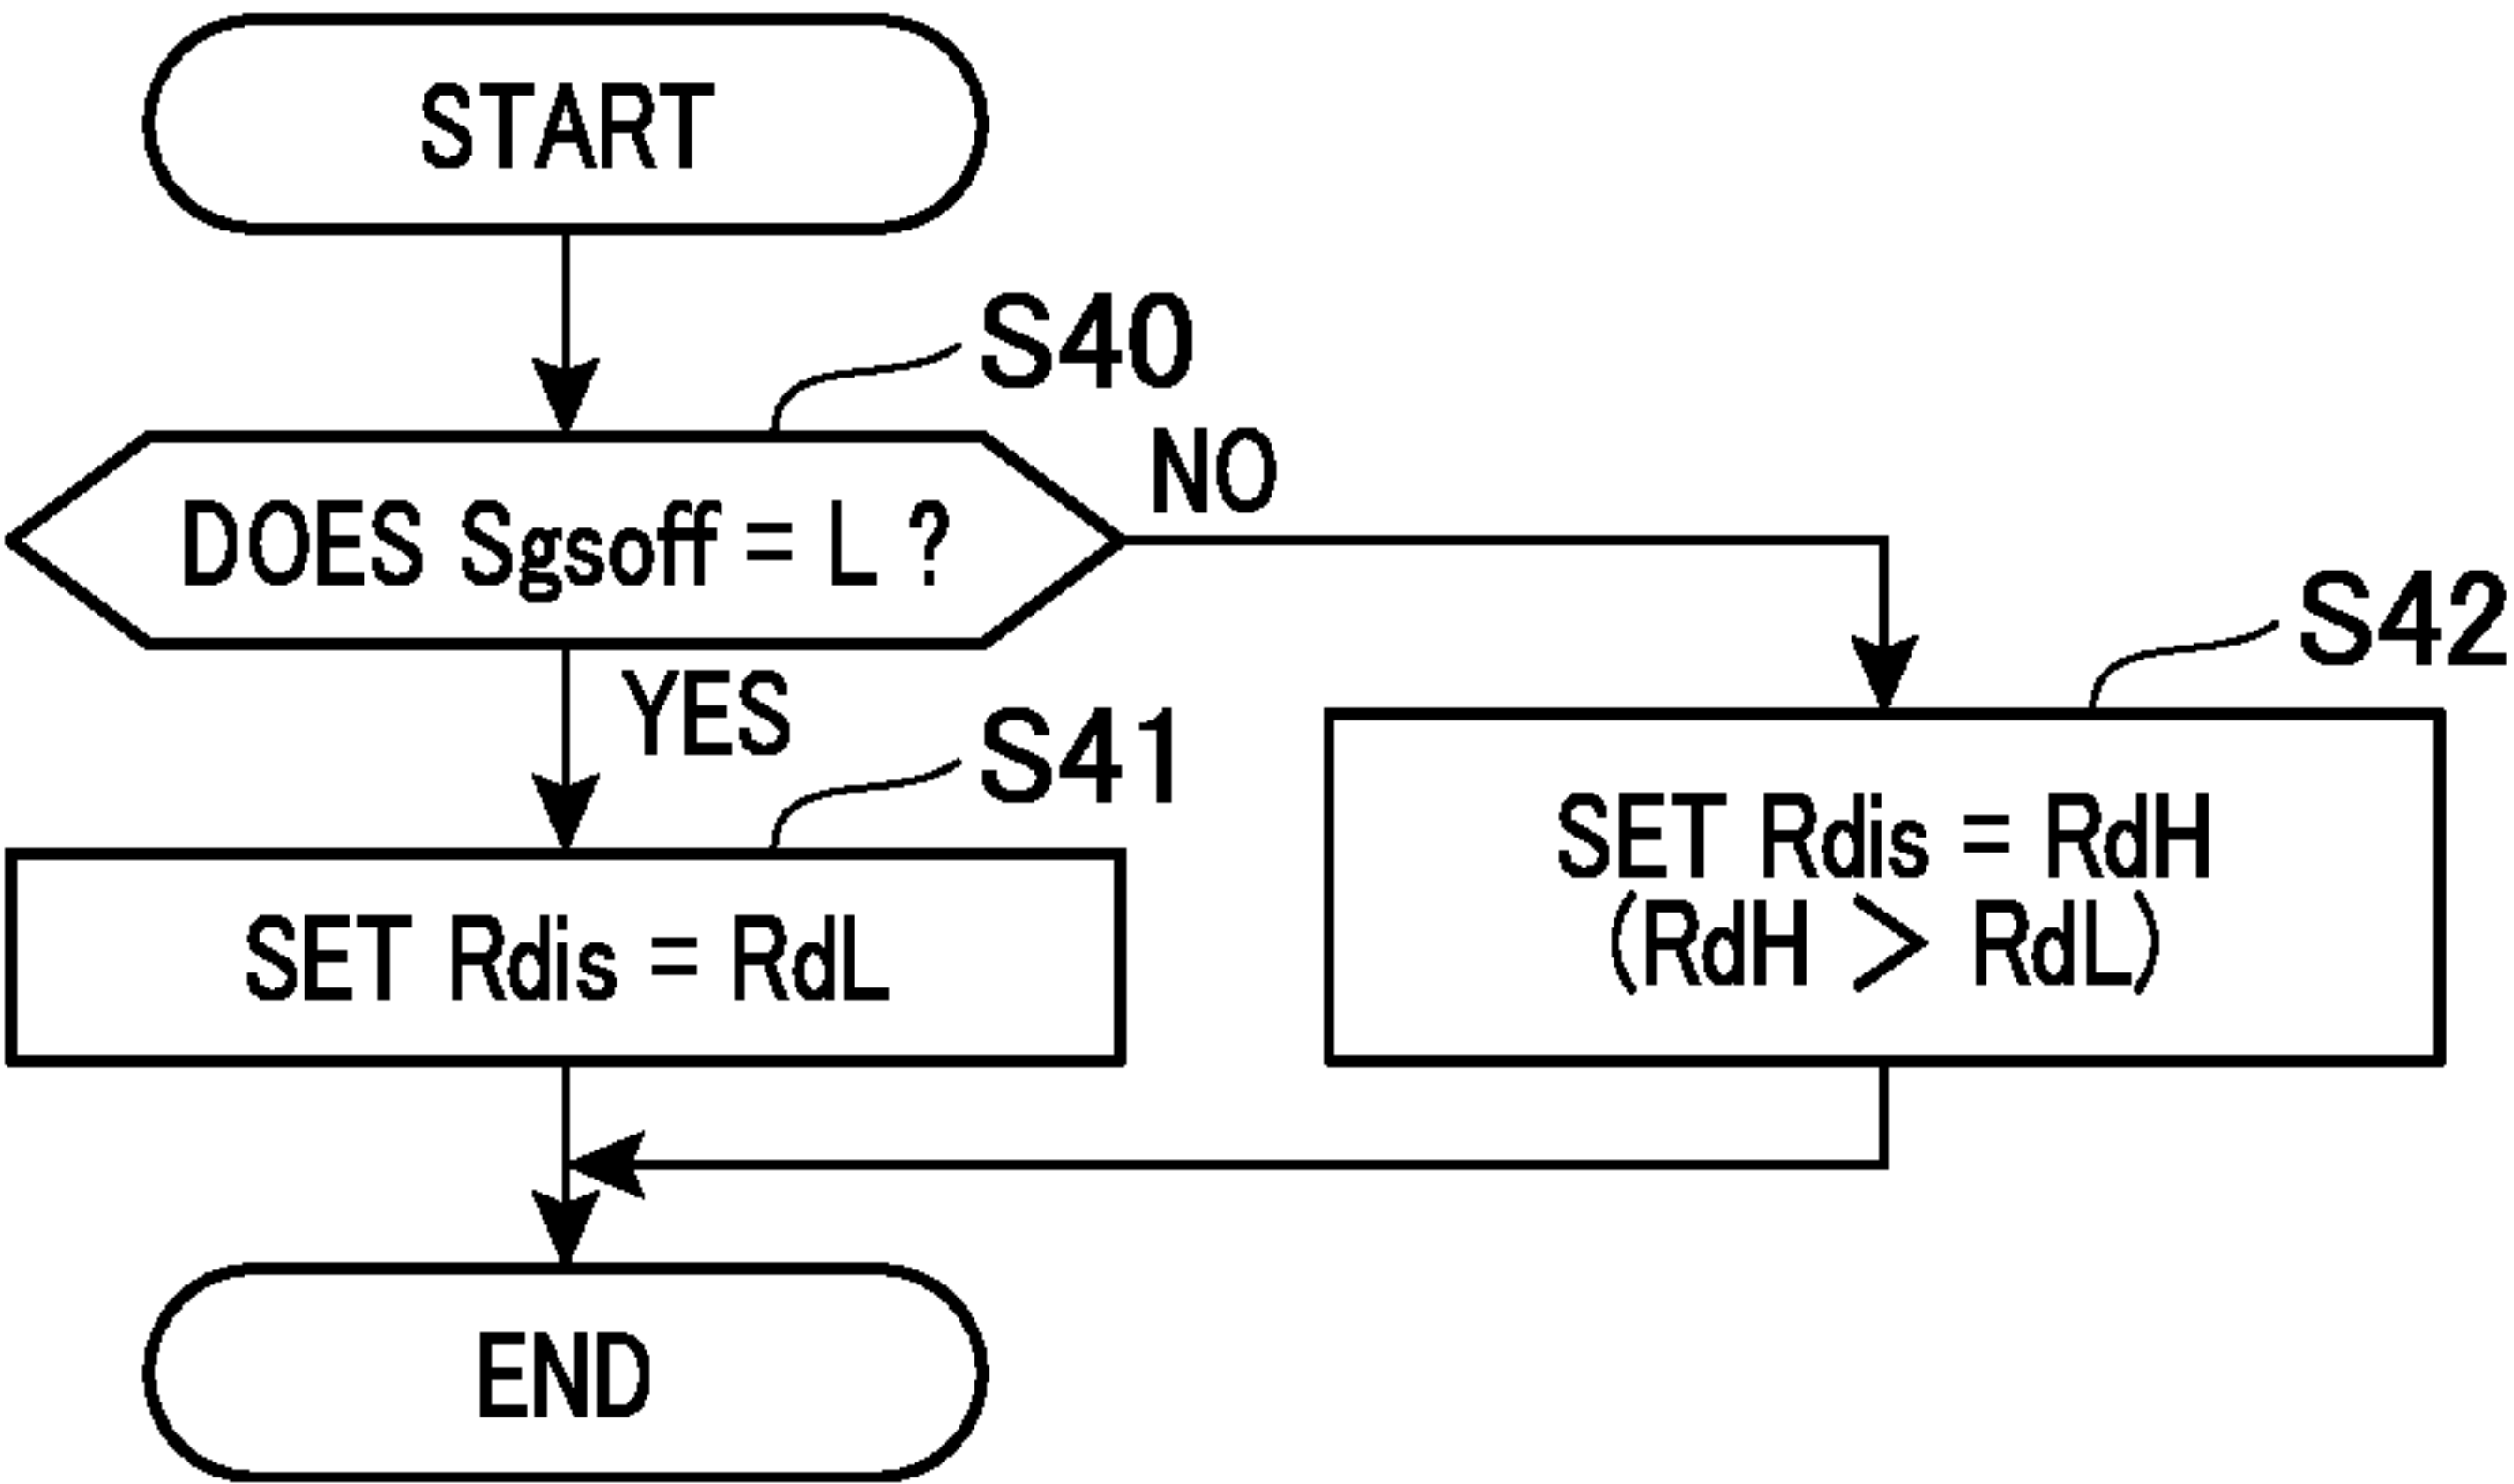 START
S40
DOES Sgsoff = L ?
NO
YES
S41
SET Rdis = RdL
S42
SET Rdis = RdH
(RdH > RdL)
END